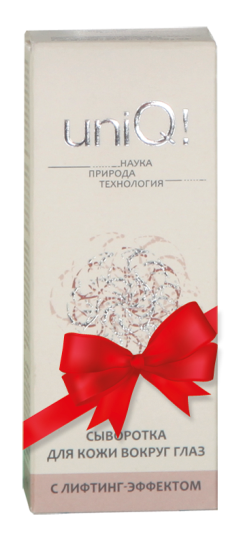 uniQ!
НАУКА
ПРИРОДА
ТЕХНОЛОГИЯ
СЫВОРОТКА
ДЛЯ КОЖИ ВОКРУГ ГЛАЗ
С ЛИФТИНГ-ЭФФЕКТОМ